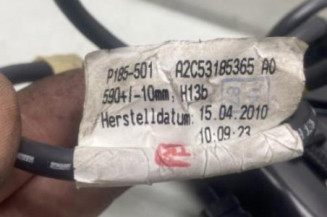 P185-501 A2C53185365 A0
590+/-10mm; H13b
Herstelldatum: 15.04.2010
10:09:23